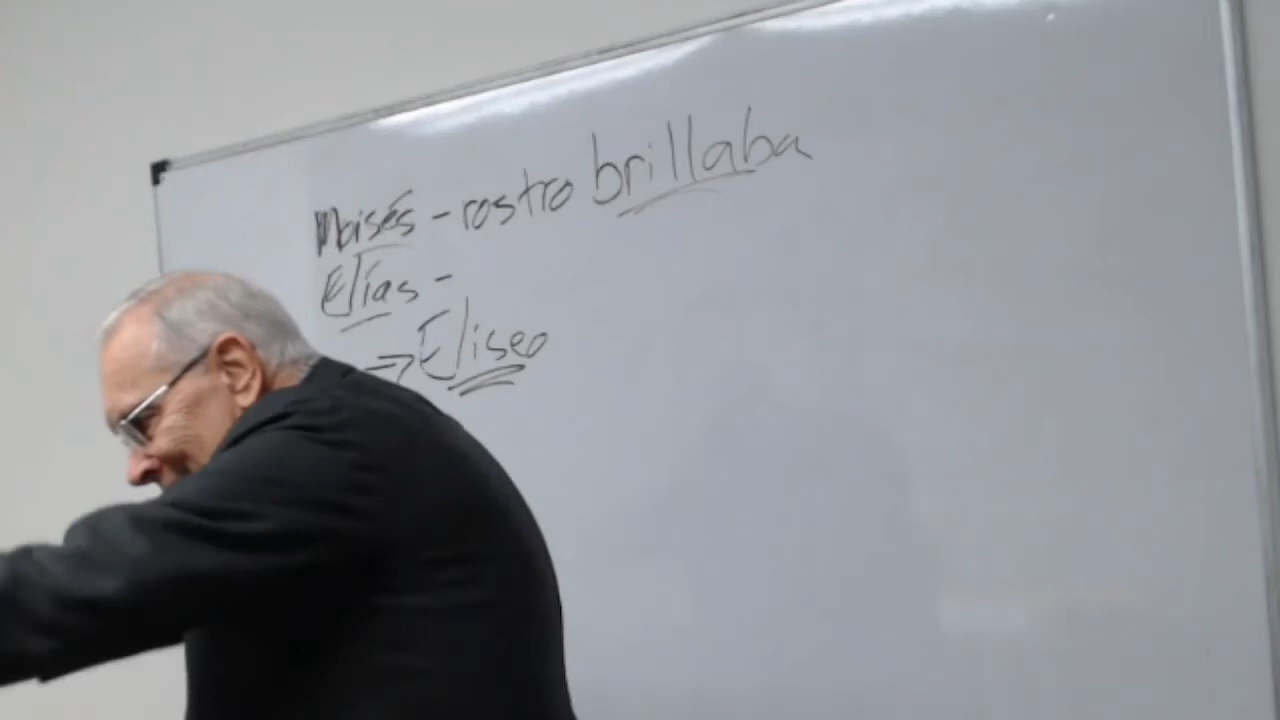 Moisés - rostro brillaba
Elías -
→ Eliseo